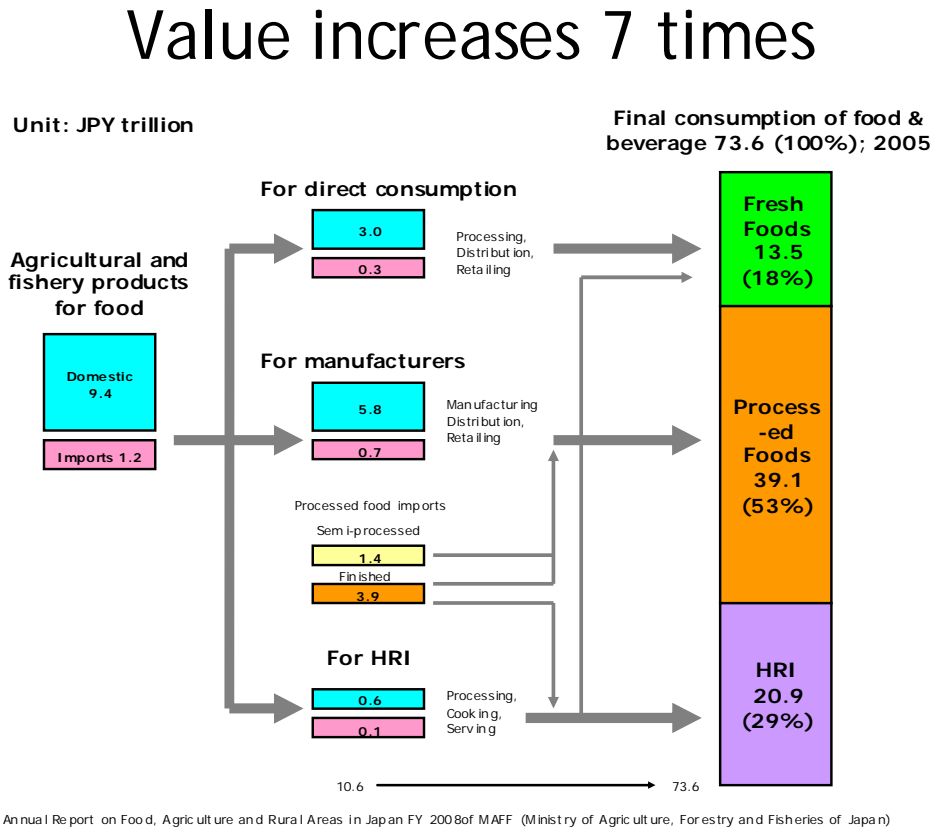 Value increases 7 times
Unit: JPY trillion
Final consumption of food &
beverage 73.6 (100%); 2005
Agricultural and
fishery products
for food
Domestic
9.4
Imports 1.2
For direct consumption
3.0
0.3
Processing,
Distribution,
Retailing
For manufacturers
5.8
0.7
Manufacturing
Distribution,
Retailing
Processed food imports
Semi-processed
1.4
Finished
3.9
For HRI
0.6
0.1
Processing,
Cooking,
Serving
Fresh
Foods
13.5
(18%)
Process
-ed
Foods
39.1
(53%)
HRI
20.9
(29%)
10.6
73.6
Annual Report on Food, Agriculture and Rural Areas in Japan FY 2008of MAFF (Ministry of Agriculture, Forestry and Fisheries of Japan)